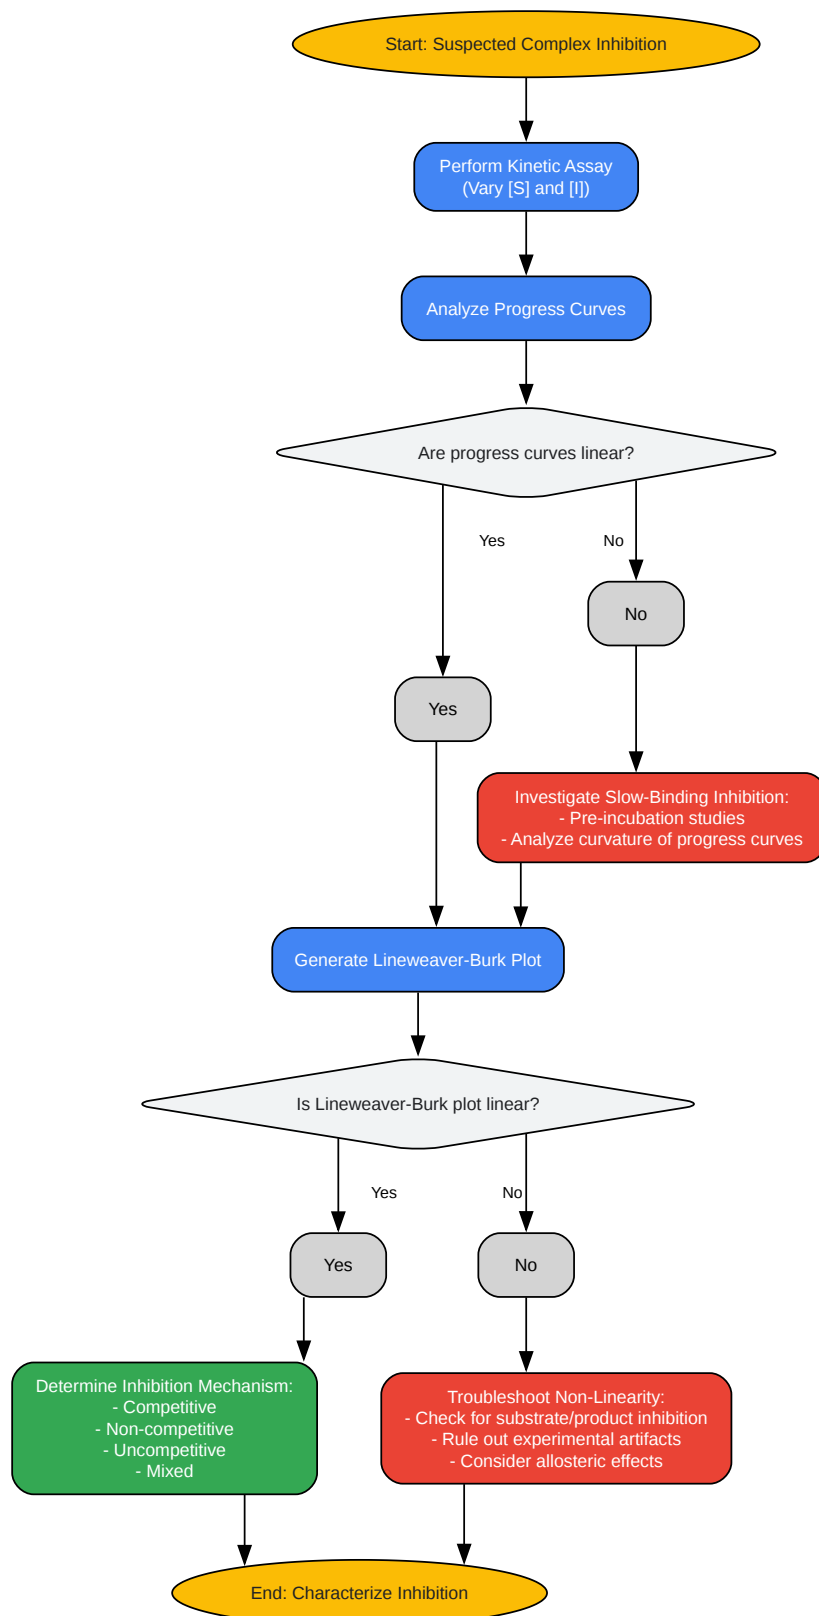 Start: Suspected Complex Inhibition
Perform Kinetic Assay
(Vary [S] and [I])
Analyze Progress Curves
Are progress curves linear?
Yes
No
No
Yes
Investigate Slow-Binding Inhibition:
- Pre-incubation studies
- Analyze curvature of progress curves
Generate Lineweaver-Burk Plot
Is Lineweaver-Burk plot linear?
Yes
No
Yes
No
Determine Inhibition Mechanism:
- Competitive
- Non-competitive
- Uncompetitive
- Mixed
Troubleshoot Non-Linearity:
- Check for substrate/product inhibition
- Rule out experimental artifacts
- Consider allosteric effects
End: Characterize Inhibition